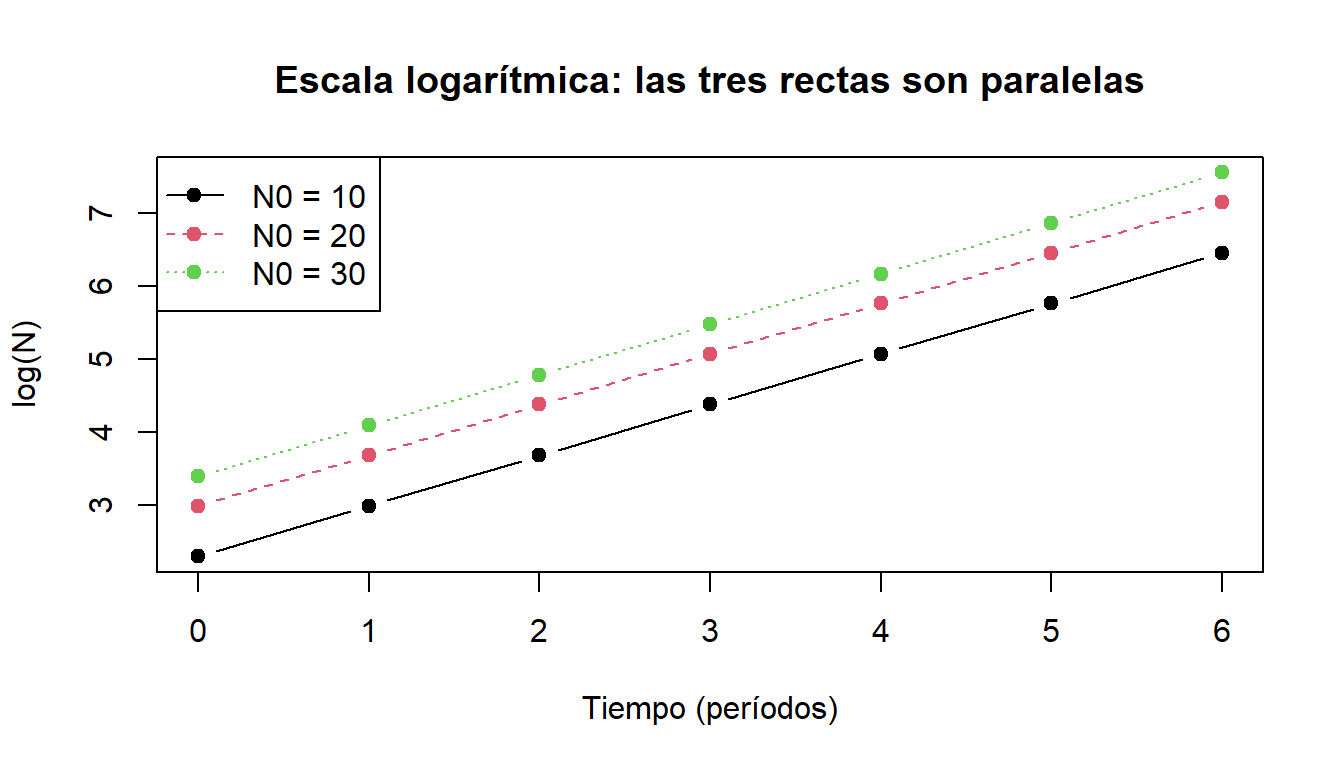 Escala logarítmica: las tres rectas son paralelas
N0 = 10
N0 = 20
N0 = 30
7
6
5
4
3
log(N)
0 1 2 3 4 5 6
Tiempo (períodos)